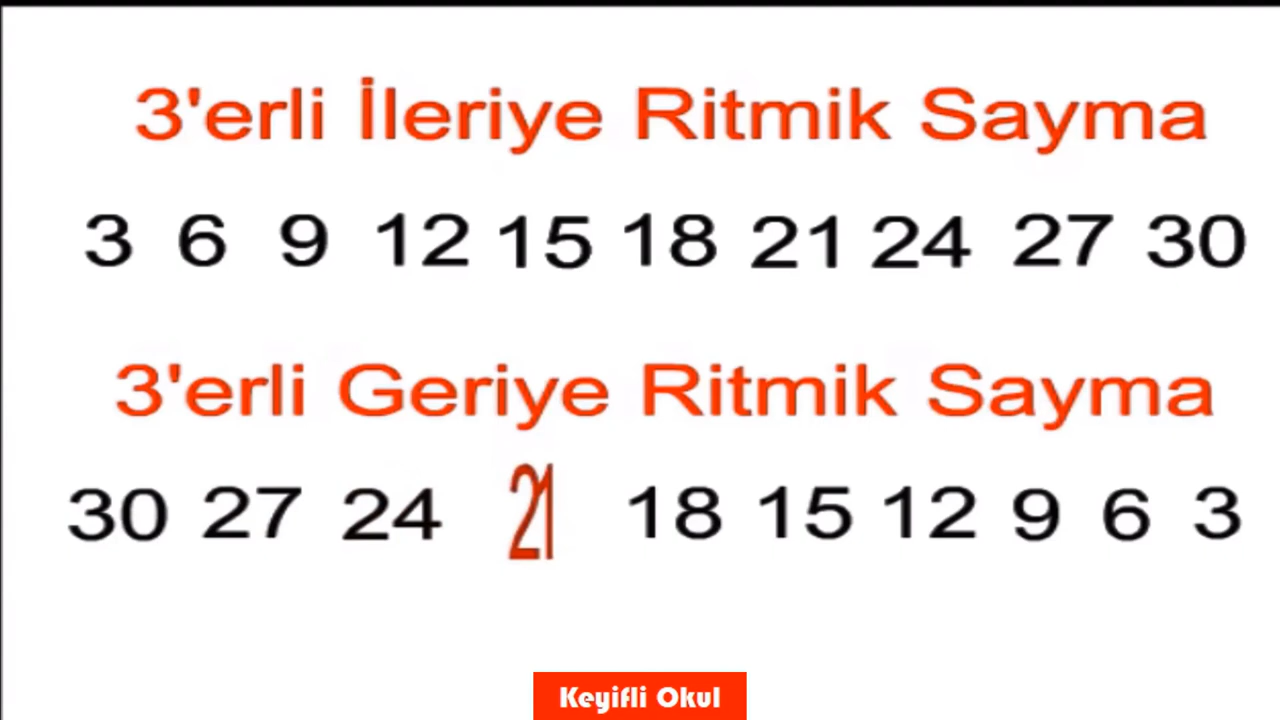 3'erli İleriye Ritmik Sayma
3 6 9 12 15 18 21 24 27 30
3'erli Geriye Ritmik Sayma
30 27 24 21 18 15 12 9 6 3
Keyifli Okul